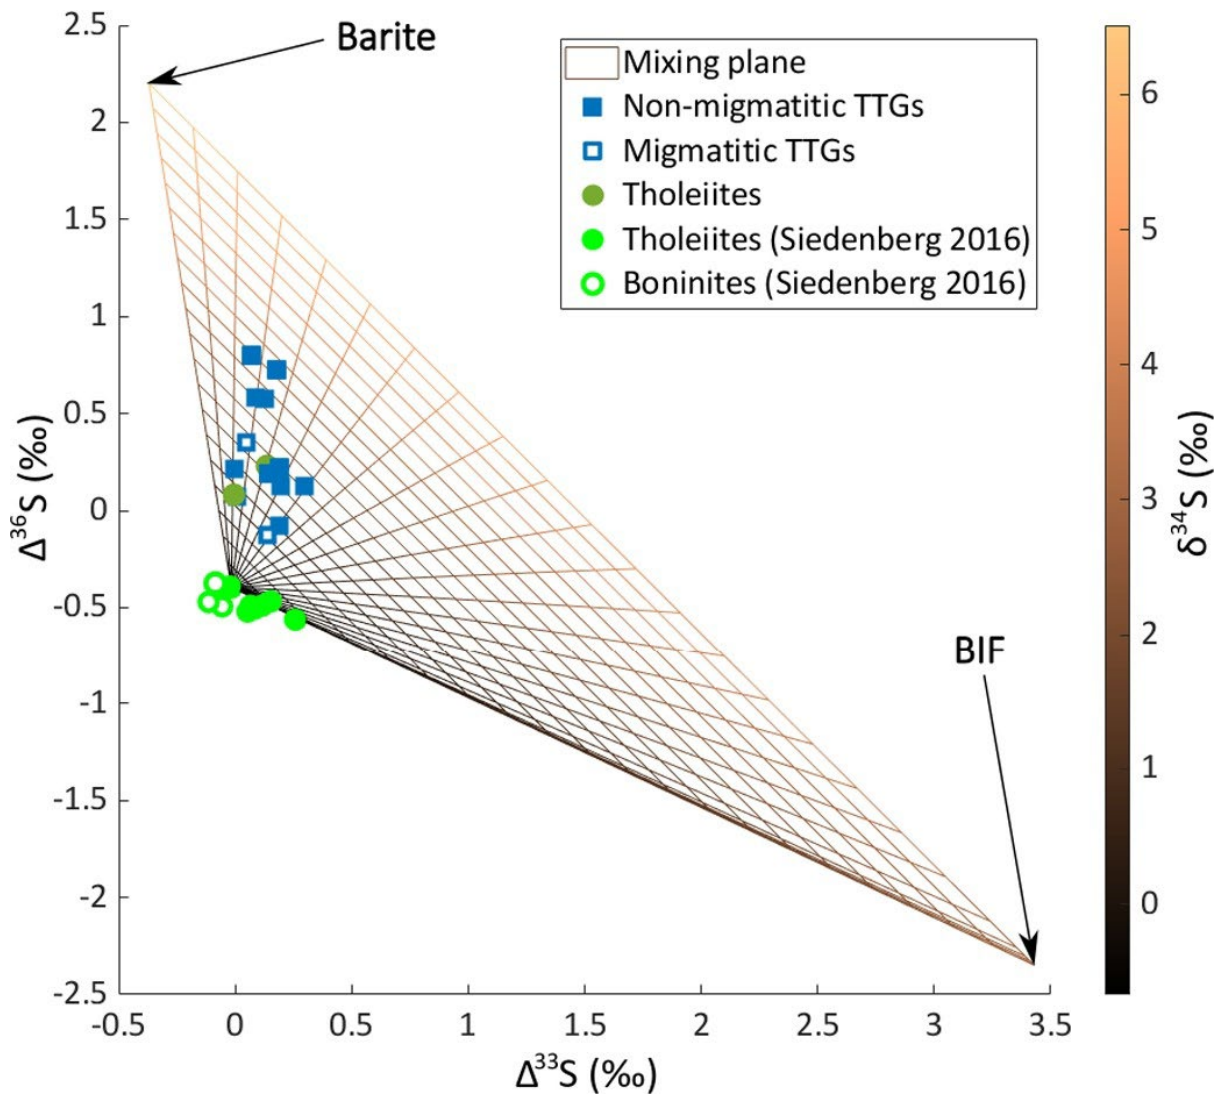 Barite
Mixing plane
Non-migmatitic TTGs
Migmatitic TTGs
Tholeiites
Tholeiites (Siedenberg 2016)
Boninites (Siedenberg 2016)
BIF
2.5
2
1.5
1
0.5
0
-0.5
-1
-1.5
-2
-2.5
Δ³⁶S (‰)
-0.5 0 0.5 1 1.5 2 2.5 3 3.5
Δ³³S (‰)
6
5
4
3
2
1
0
δ³⁴S (‰)